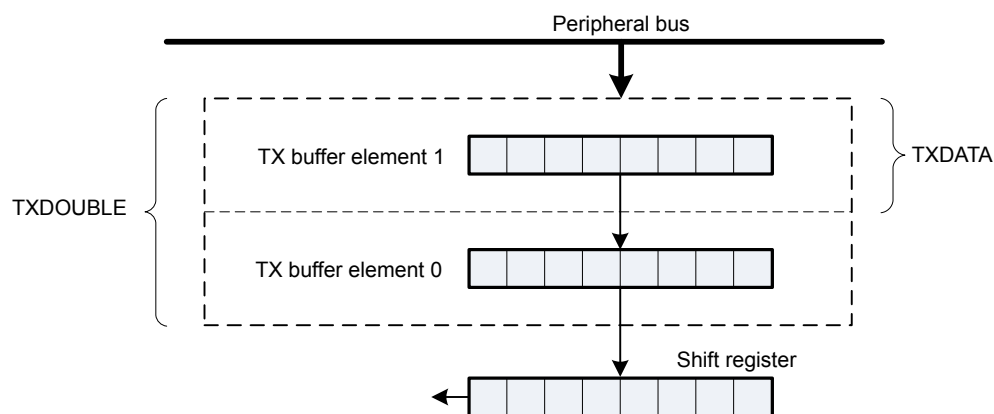 Peripheral bus
TX buffer element 1
TXDATA
TXDOUBLE
TX buffer element 0
Shift register